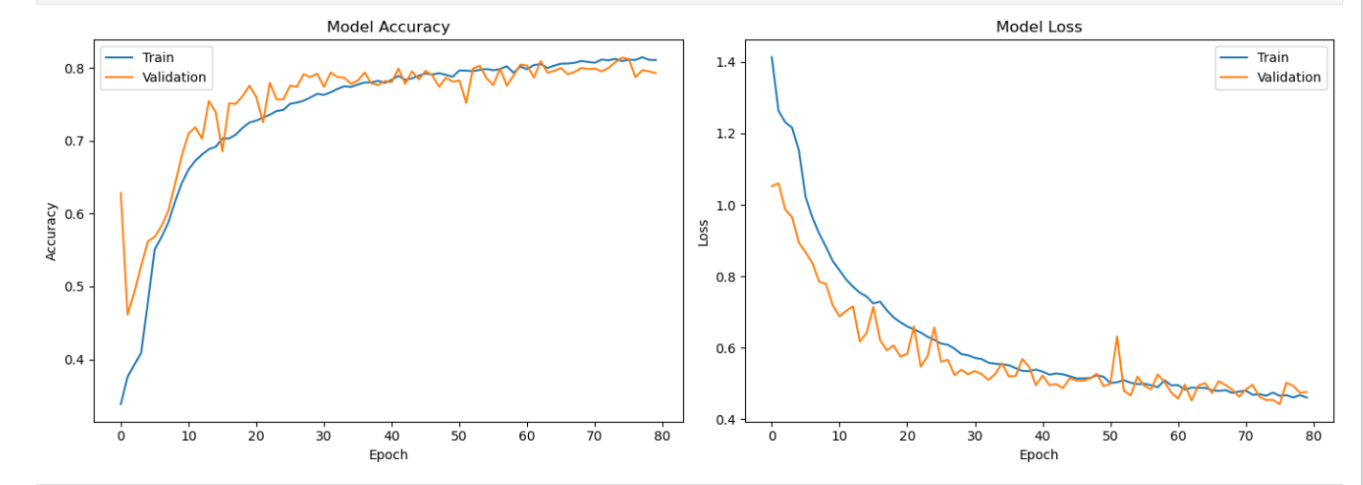 Model Accuracy
Train
Validation
0.8
0.7
0.6
0.5
0.4
Accuracy
0 10 20 30 40 50 60 70 80
Epoch
Model Loss
Train
Validation
1.4
1.2
1.0
0.8
0.6
0.4
Loss
0 10 20 30 40 50 60 70 80
Epoch